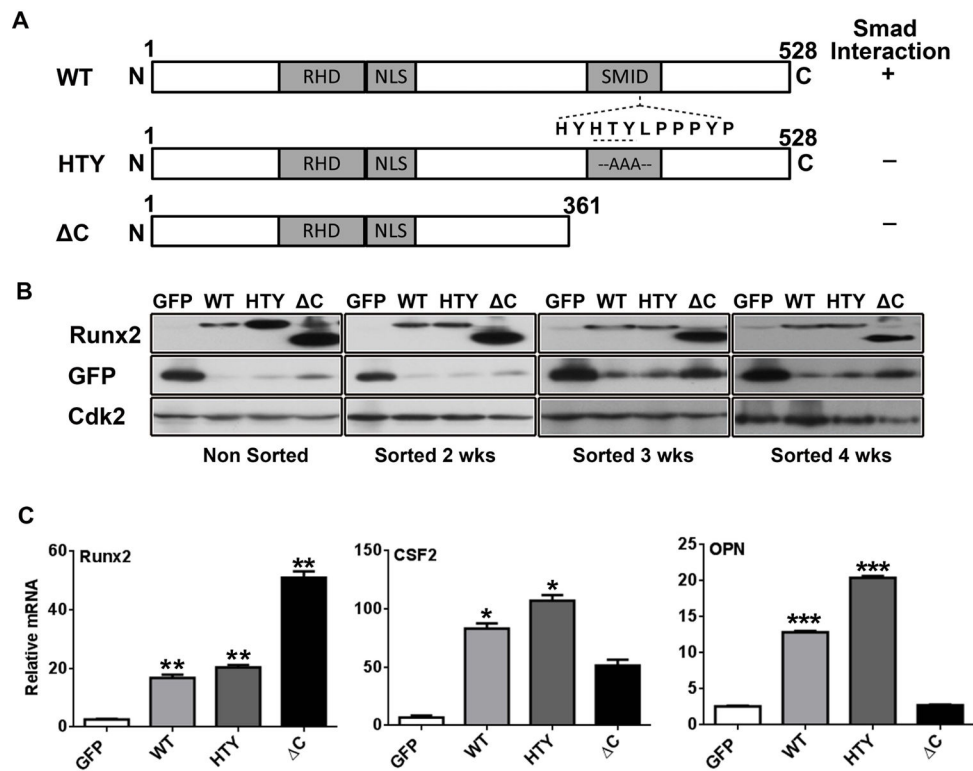 A
Smad
Interaction
1
528
WT N RHD NLS SMID C +
H Y H T Y L P P P Y P
1
528
HTY N RHD NLS --AAA-- C –
1
361
ΔC N RHD NLS –
B
GFP WT HTY ΔC GFP WT HTY ΔC GFP WT HTY ΔC GFP WT HTY ΔC
Runx2
GFP
Cdk2
Non Sorted Sorted 2 wks Sorted 3 wks Sorted 4 wks
C
Relative mRNA
Runx2
60
40
20
0
**
**
**
GFP WT HTY ΔC
CSF2
150
100
50
0
*
*
GFP WT HTY ΔC
OPN
25
20
15
10
5
0
***
***
GFP WT HTY ΔC